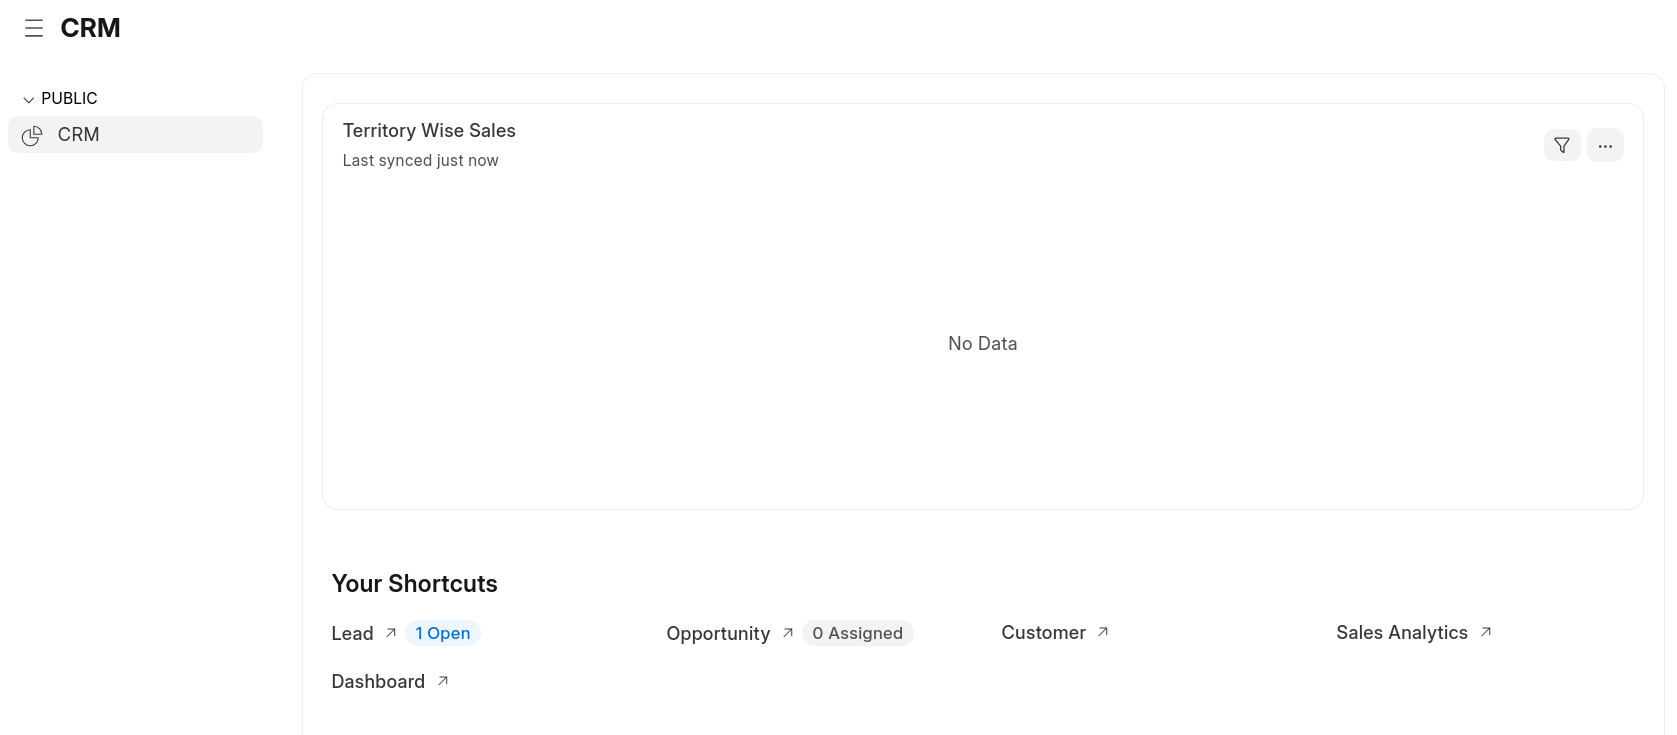 CRM
PUBLIC
CRM
Territory Wise Sales
Last synced just now
No Data
Your Shortcuts
Lead 1 Open
Opportunity 0 Assigned
Customer
Sales Analytics
Dashboard